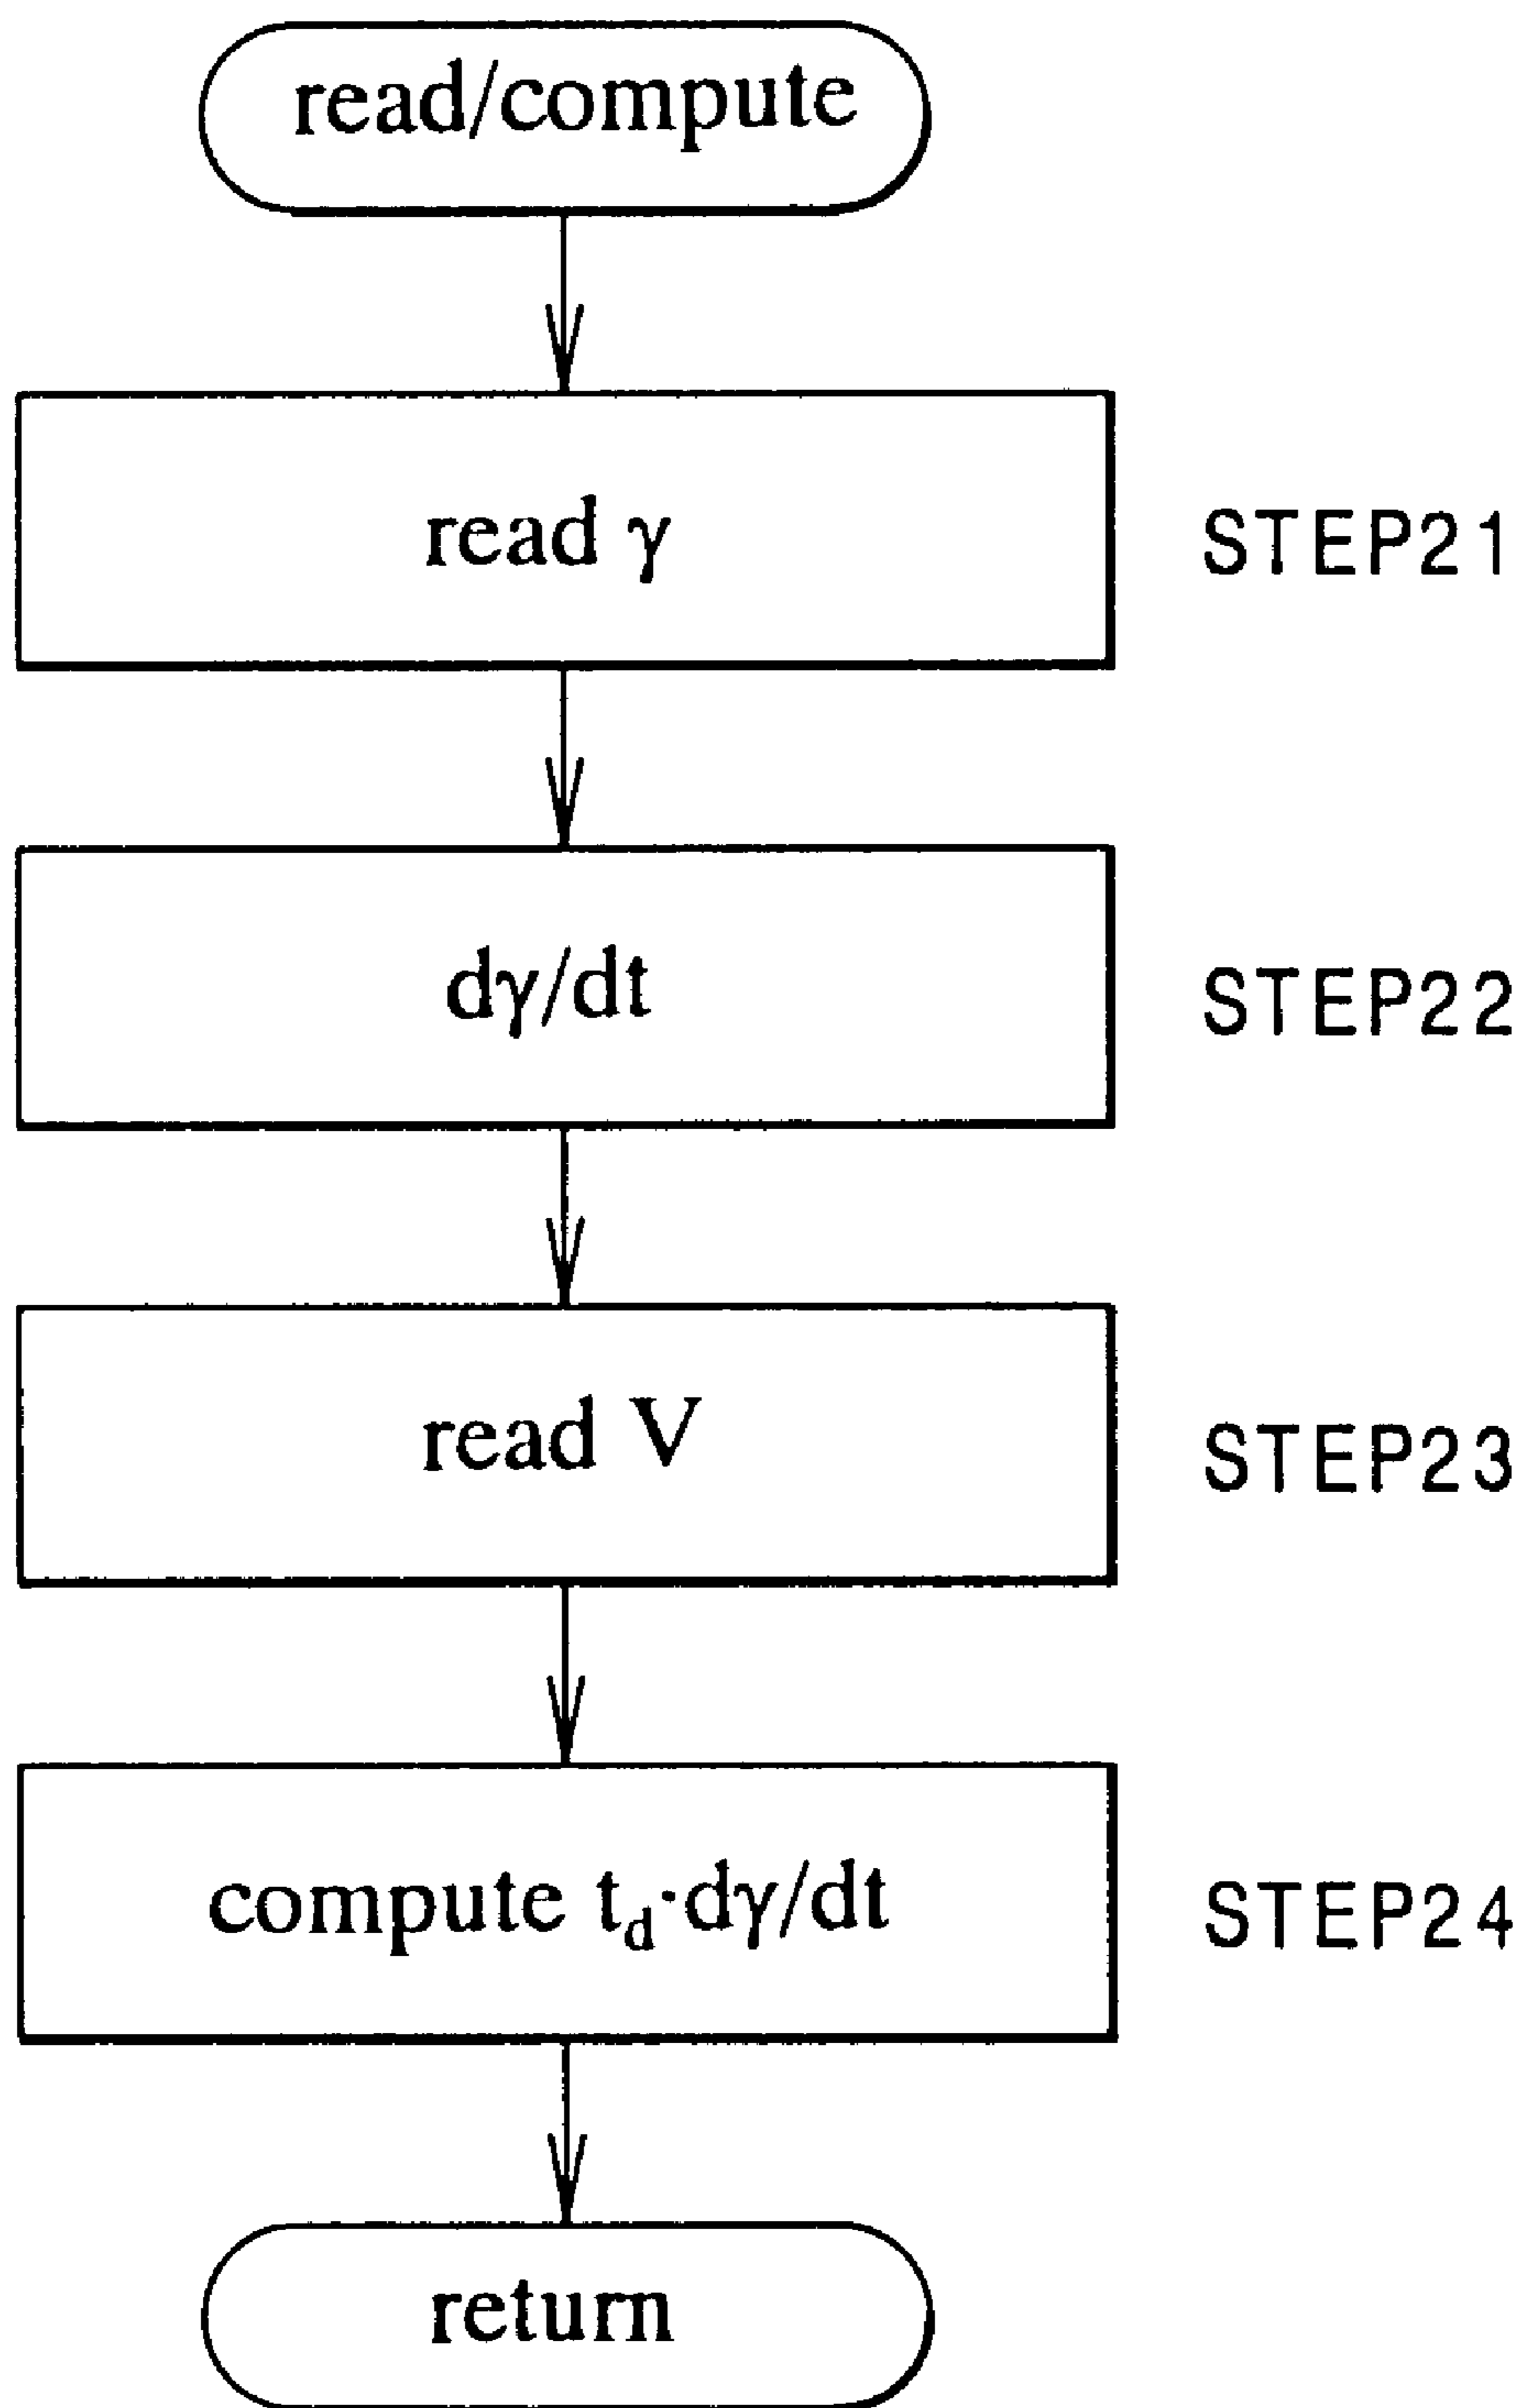 read/compute
read γ STEP21
dγ/dt STEP22
read V STEP23
compute t_d·dγ/dt STEP24
return